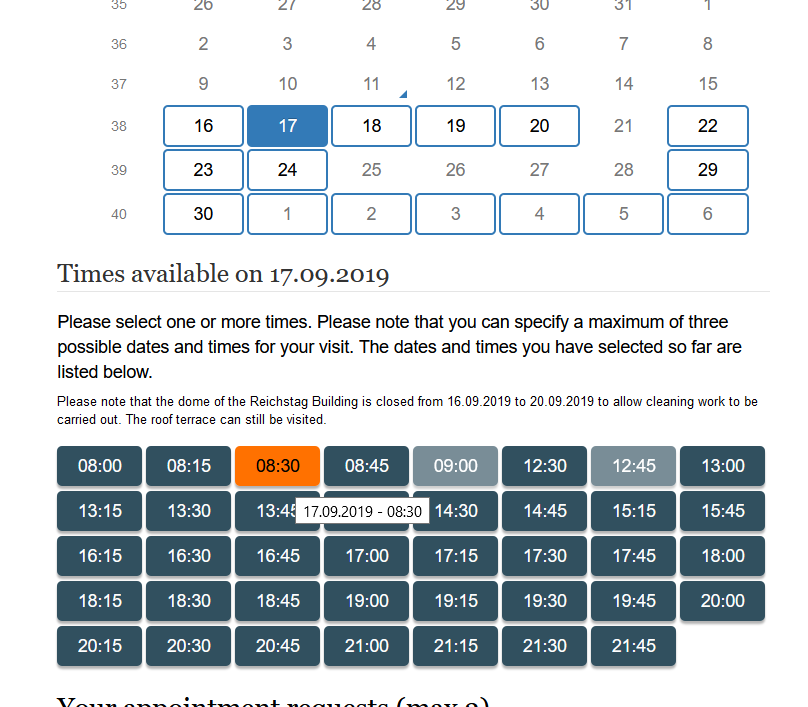 35 26 27 28 29 30 31 1
36 2 3 4 5 6 7 8
37 9 10 11 12 13 14 15
38 16 17 18 19 20 21 22
39 23 24 25 26 27 28 29
40 30 1 2 3 4 5 6
Times available on 17.09.2019
Please select one or more times. Please note that you can specify a maximum of three
possible dates and times for your visit. The dates and times you have selected so far are
listed below.
Please note that the dome of the Reichstag Building is closed from 16.09.2019 to 20.09.2019 to allow cleaning work to be
carried out. The roof terrace can still be visited.
08:00 08:15 08:30 08:45 09:00 12:30 12:45 13:00
13:15 13:30 13:45 14:30 14:45 15:15 15:45
17.09.2019 - 08:30
16:15 16:30 16:45 17:00 17:15 17:30 17:45 18:00
18:15 18:30 18:45 19:00 19:15 19:30 19:45 20:00
20:15 20:30 20:45 21:00 21:15 21:30 21:45
Your appointment requests (max 3)